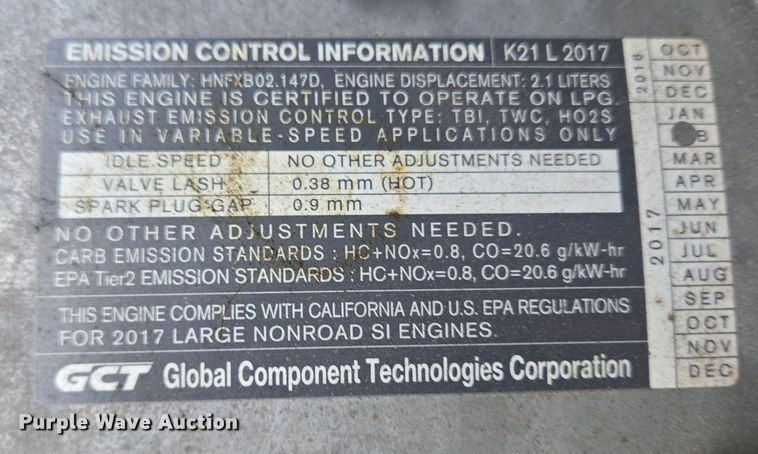 EMISSION CONTROL INFORMATION K21 L 2017
ENGINE FAMILY: HNFXB02.147D, ENGINE DISPLACEMENT: 2.1 LITERS
THIS ENGINE IS CERTIFIED TO OPERATE ON LPG.
EXHAUST EMISSION CONTROL TYPE: TBI, TWC, HO2S
USE IN VARIABLE-SPEED APPLICATIONS ONLY
IDLE SPEED NO OTHER ADJUSTMENTS NEEDED
VALVE LASH 0.38 mm (HOT)
SPARK PLUG GAP 0.9 mm
NO OTHER ADJUSTMENTS NEEDED.
CARB EMISSION STANDARDS : HC+NOx=0.8, CO=20.6 g/kW-hr
EPA Tier2 EMISSION STANDARDS : HC+NOx=0.8, CO=20.6 g/kW-hr
THIS ENGINE COMPLIES WITH CALIFORNIA AND U.S. EPA REGULATIONS
FOR 2017 LARGE NONROAD SI ENGINES.
GCT Global Component Technologies Corporation
2016
OCT
NOV
DEC
2017
JAN
MAR
APR
MAY
JUN
JUL
AUG
SEP
OCT
NOV
DEC
Purple Wave Auction